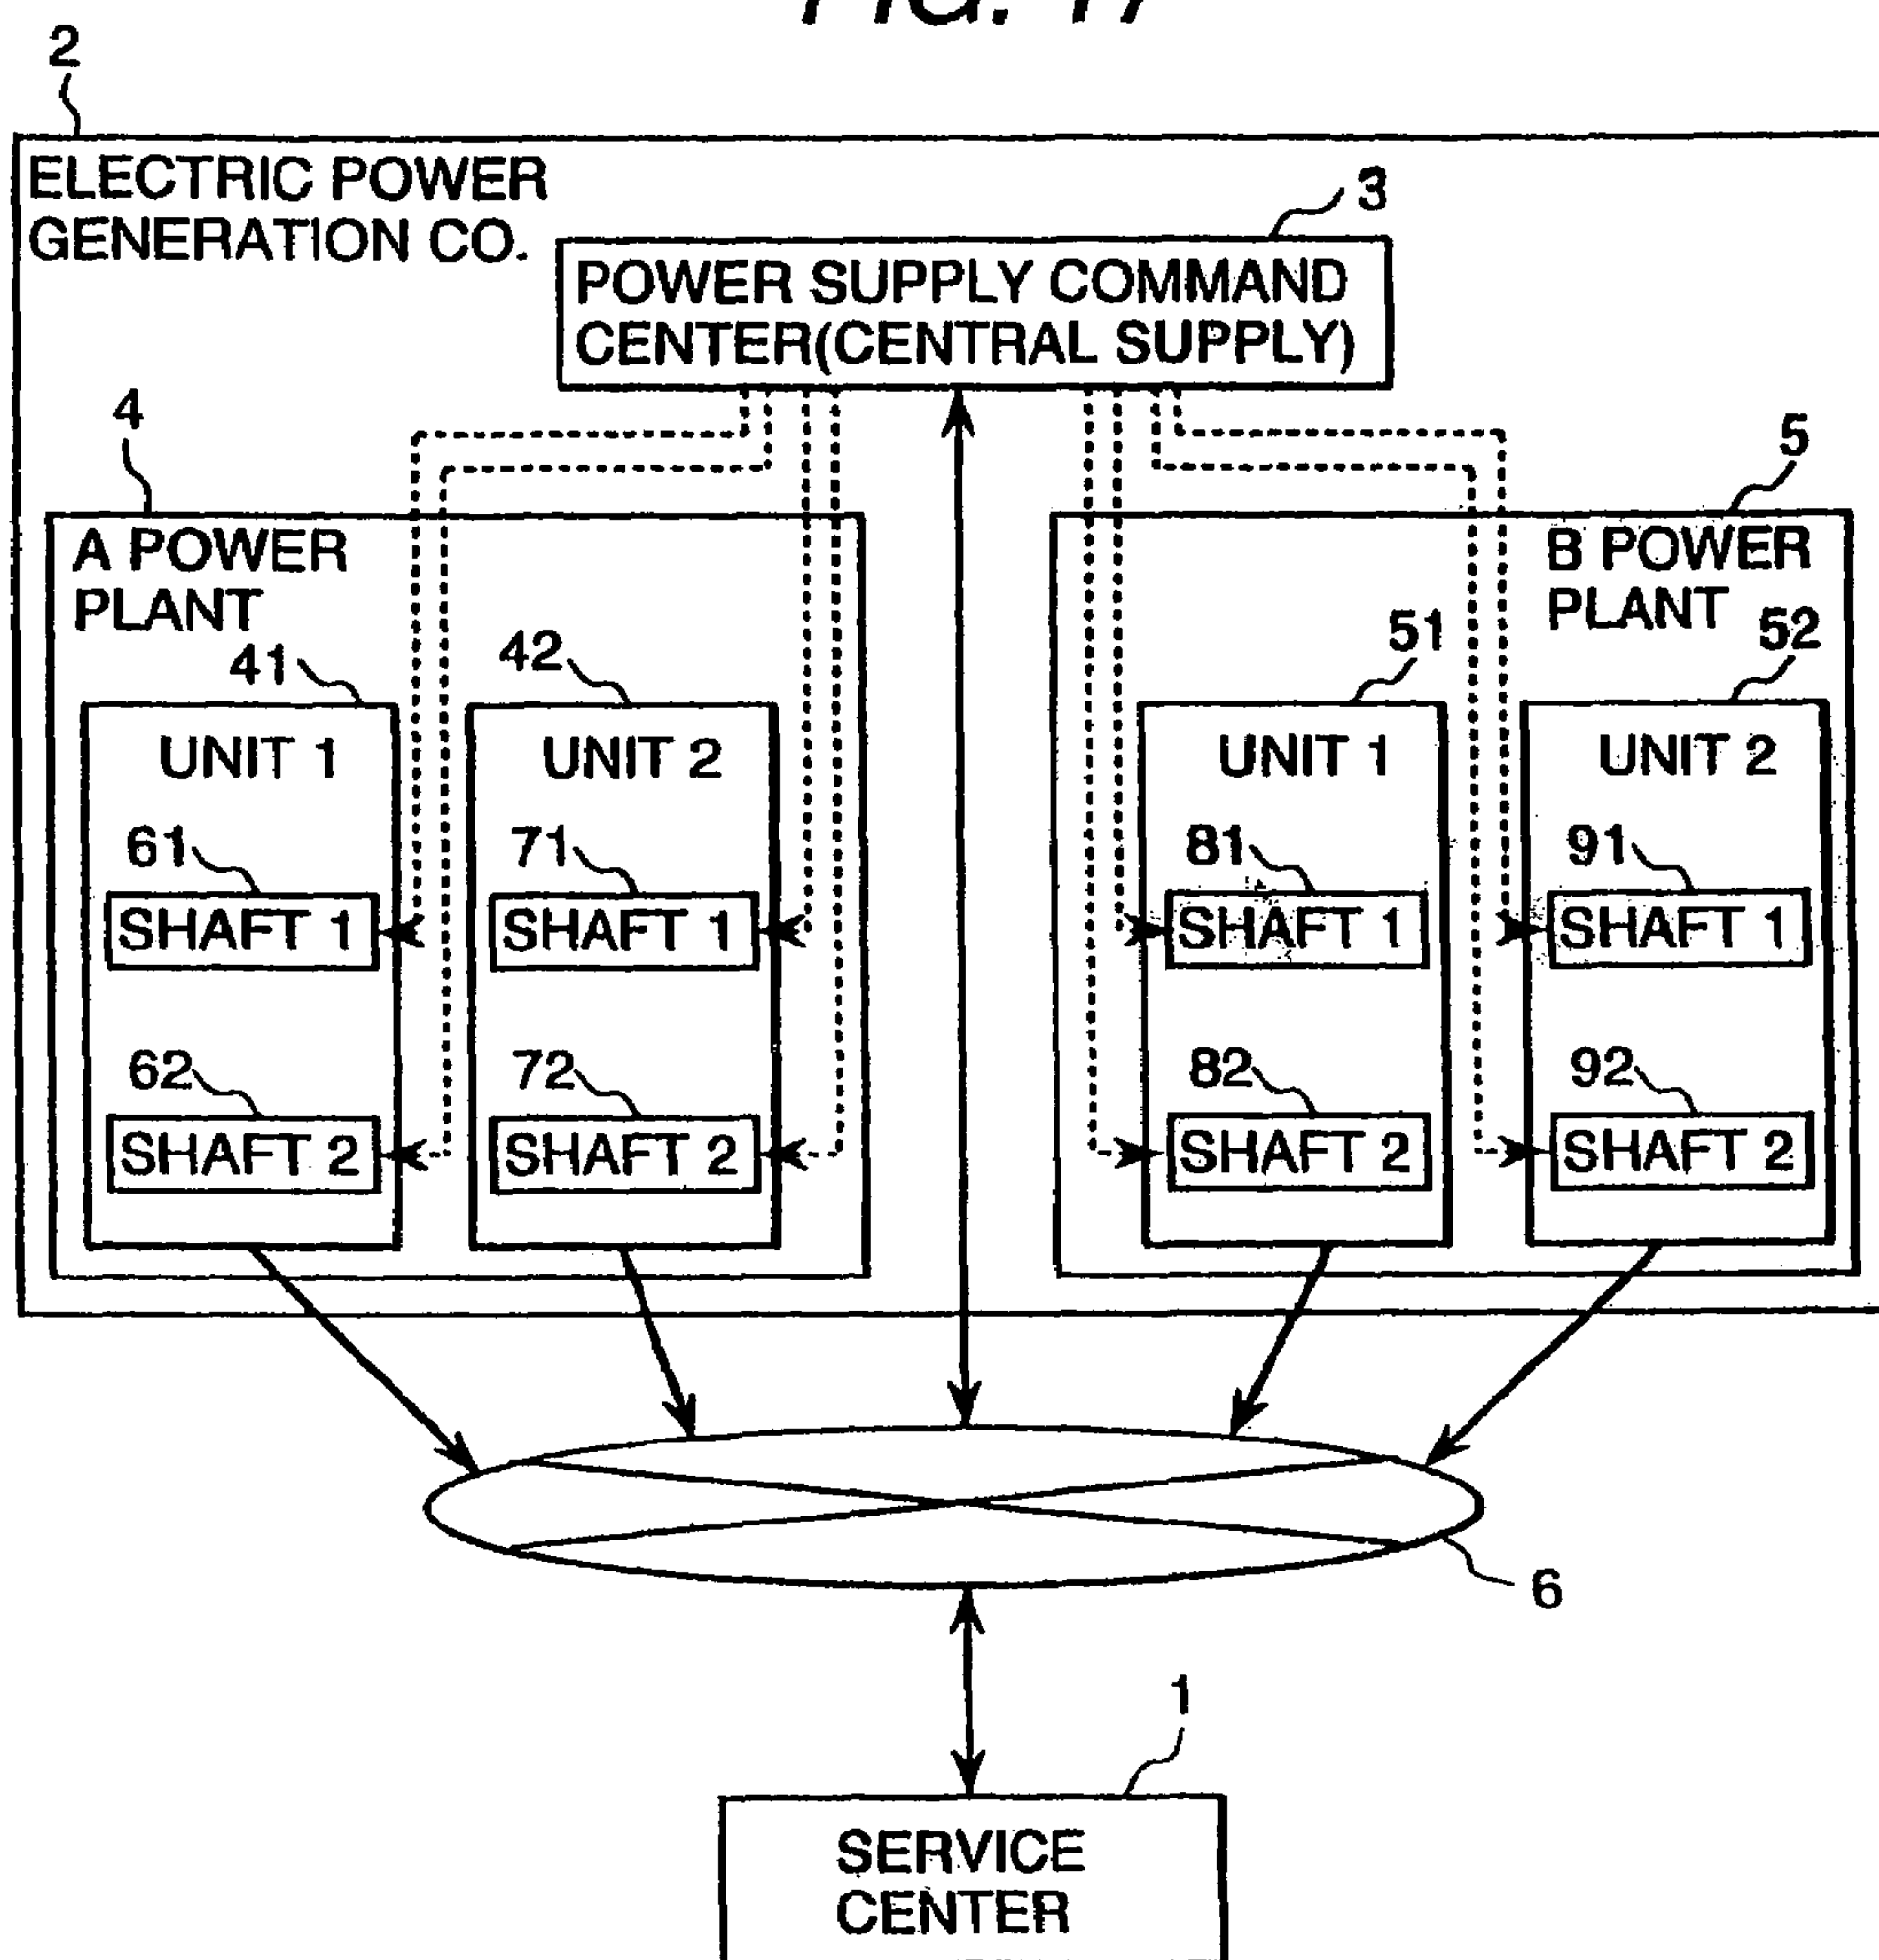 2
ELECTRIC POWER
GENERATION CO.
3
POWER SUPPLY COMMAND
CENTER(CENTRAL SUPPLY)
4
5
A POWER
PLANT
B POWER
PLANT
41
42
51
52
UNIT 1
UNIT 2
UNIT 1
UNIT 2
61
71
81
91
SHAFT 1
SHAFT 1
SHAFT 1
SHAFT 1
62
72
82
92
SHAFT 2
SHAFT 2
SHAFT 2
SHAFT 2
6
1
SERVICE
CENTER